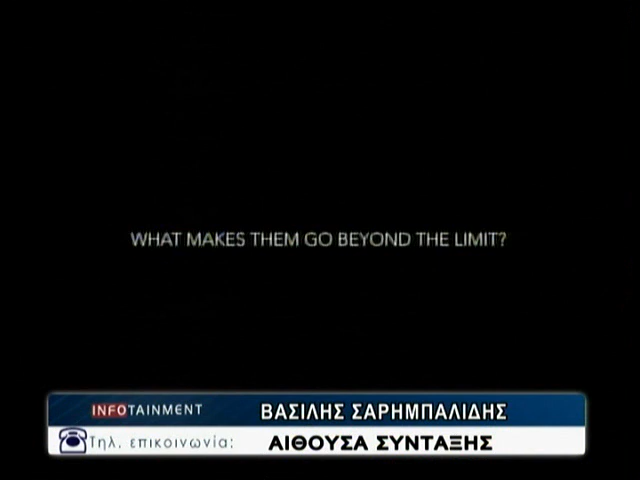 WHAT MAKES THEM GO BEYOND THE LIMIT?
INFOTAINMENT ΒΑΣΙΛΗΣ ΣΑΡΗΜΠΑΛΙΔΗΣ
Τηλ. επικοινωνία: ΑΙΘΟΥΣΑ ΣΥΝΤΑΞΗΣ